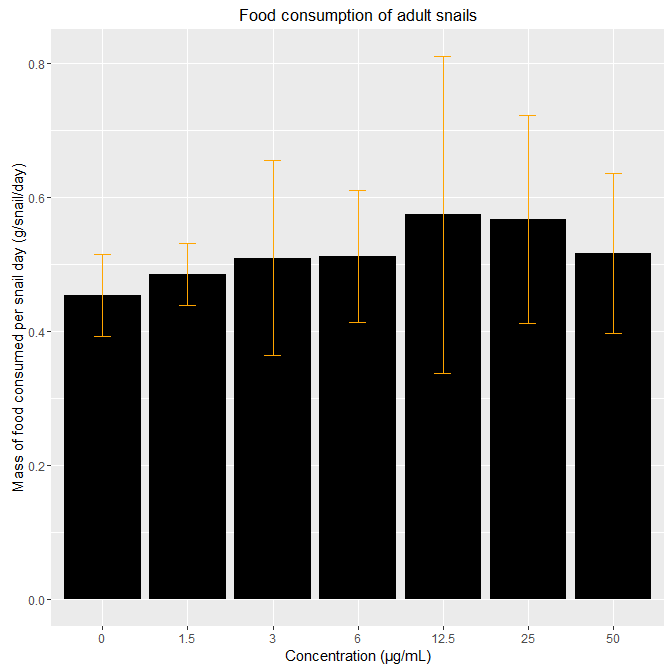 Food consumption of adult snails
Mass of food consumed per snail day (g/snail/day)
0.8
0.6
0.4
0.2
0.0
0 1.5 3 6 12.5 25 50
Concentration (µg/mL)